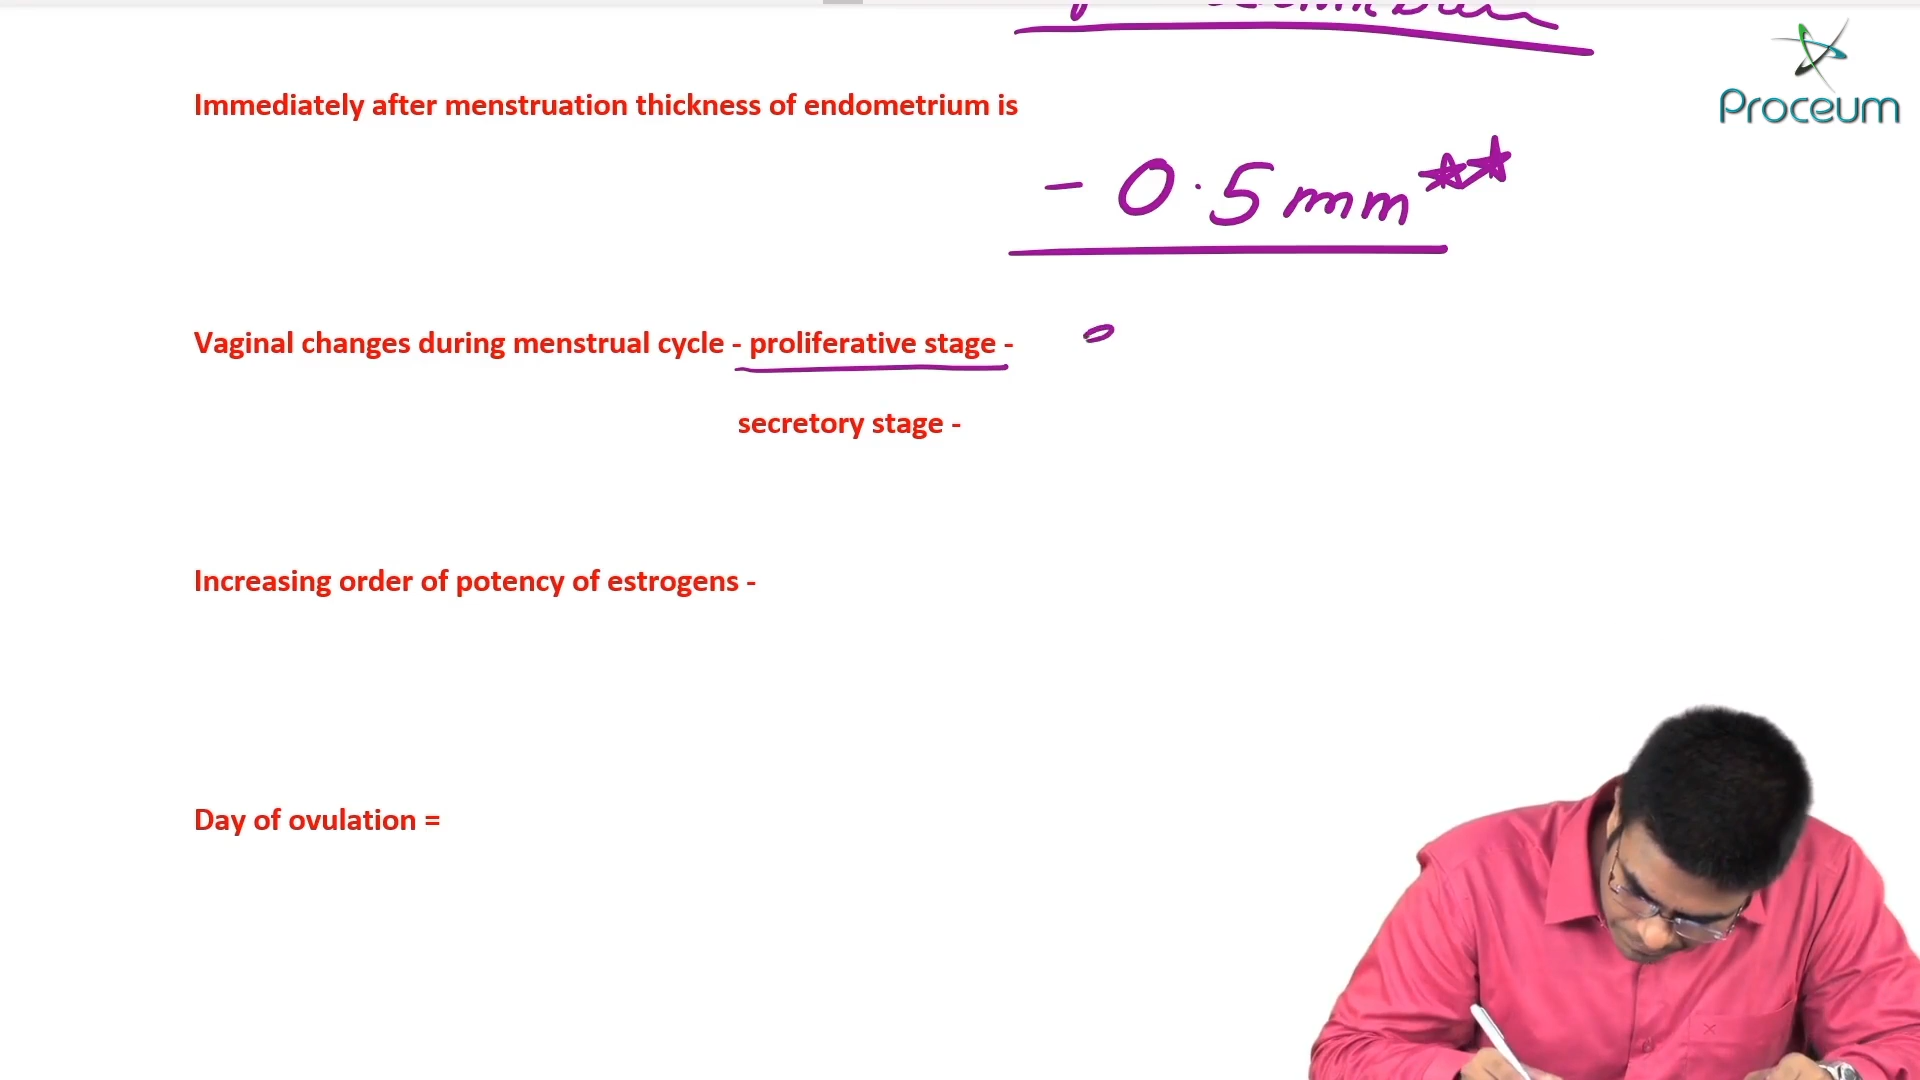 Proceum
Immediately after menstruation thickness of endometrium is
- 0.5 mm
Vaginal changes during menstrual cycle - proliferative stage -
secretory stage -
Increasing order of potency of estrogens -
Day of ovulation =